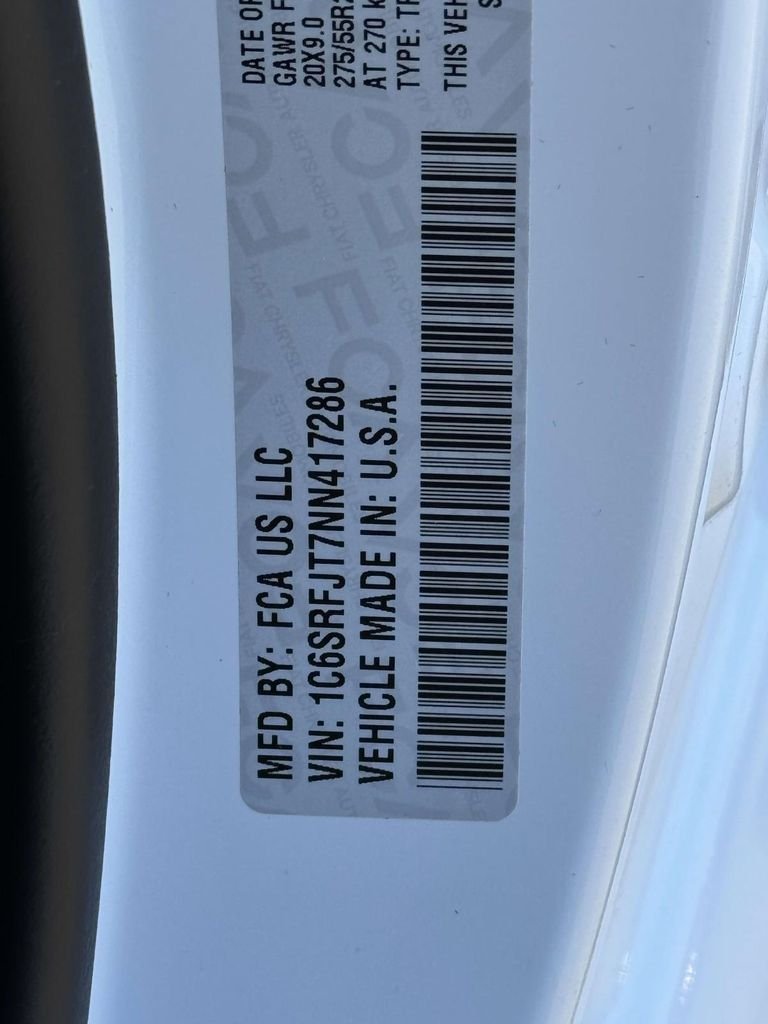 MFD BY: FCA US LLC
VIN: 1C6SRFJT7NN417286
VEHICLE MADE IN: U.S.A.
DATE OF
GAWR F
20X9.0
275/55R2
AT 270 k
TYPE: TR
THIS VEH
S